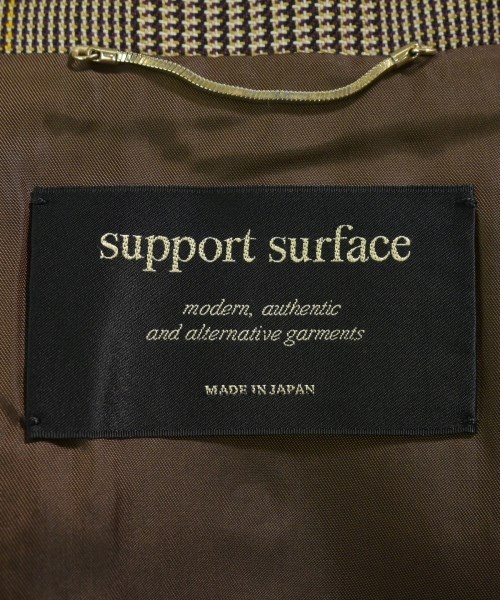 support surface
modern, authentic
and alternative garments
MADE IN JAPAN